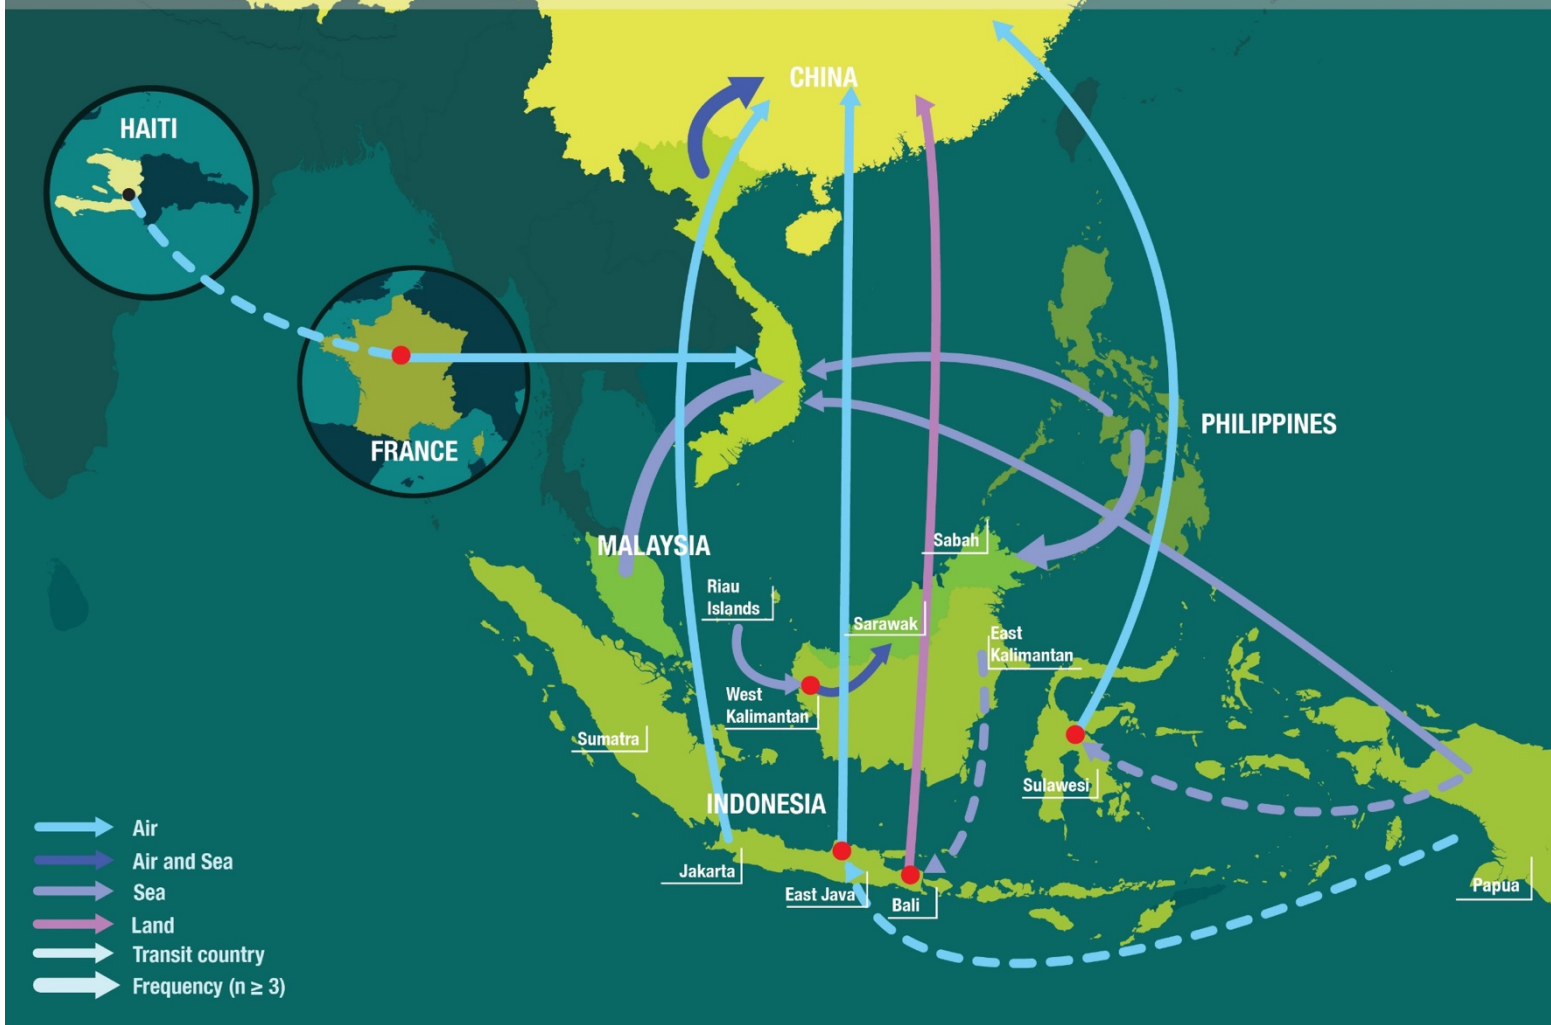 CHINA
HAITI
FRANCE
PHILIPPINES
MALAYSIA
Sabah
Riau
Islands
Sarawak
East
Kalimantan
West
Kalimantan
Sumatra
Sulawesi
INDONESIA
Jakarta
East Java
Bali
Papua
Air
Air and Sea
Sea
Land
Transit country
Frequency (n ≥ 3)